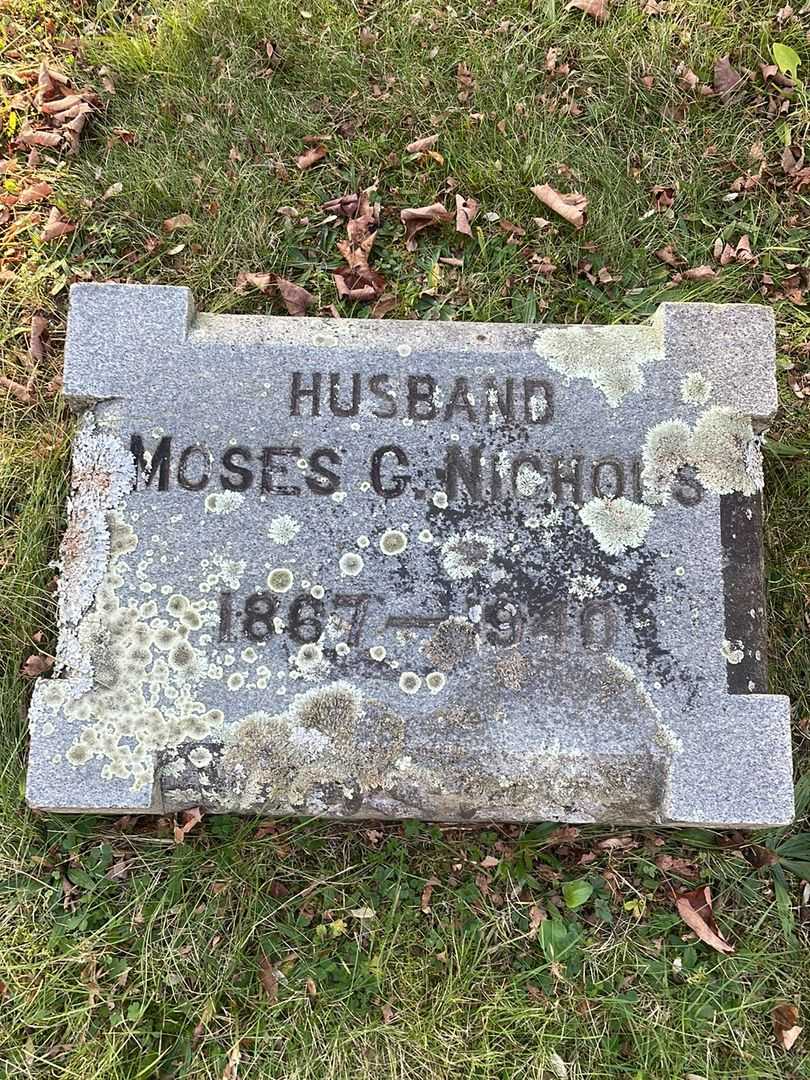 HUSBAND
MOSES G. NICHOLS
1867–1940